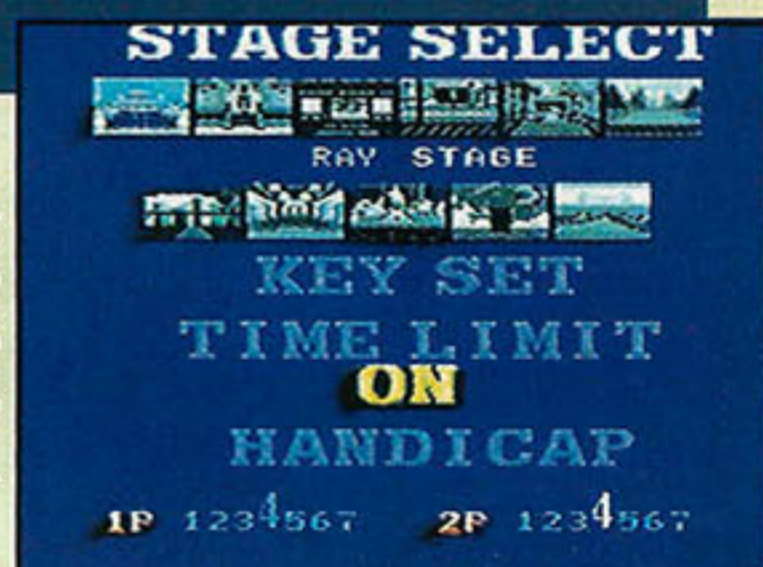 STAGE SELECT
RAY STAGE
KEY SET
TIME LIMIT
ON
HANDICAP
1P 1234567 2P 1234567